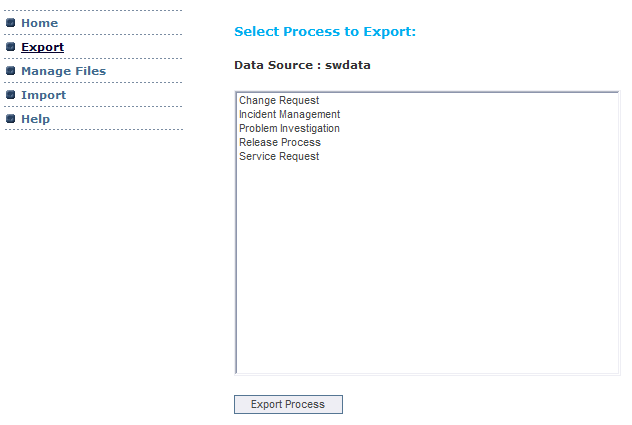 Home
Export
Manage Files
Import
Help
Select Process to Export:
Data Source : swdata
Change Request
Incident Management
Problem Investigation
Release Process
Service Request
Export Process